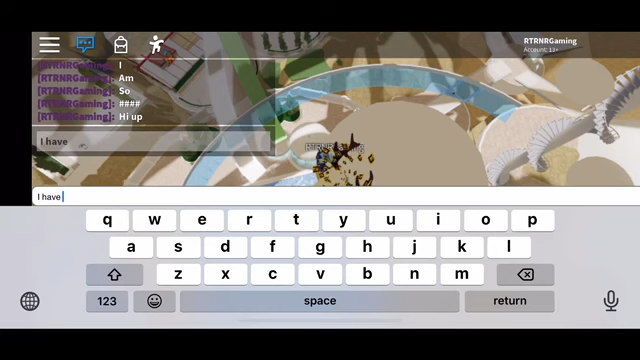 RTRNRGaming
Account: 13+
[RTRNRGaming]: I
[RTRNRGaming]: Am
[RTRNRGaming]: So
[RTRNRGaming]: ####
[RTRNRGaming]: Hi up
I have
I have
q w e r t y u i o p
a s d f g h j k l
z x c v b n m
123 space return